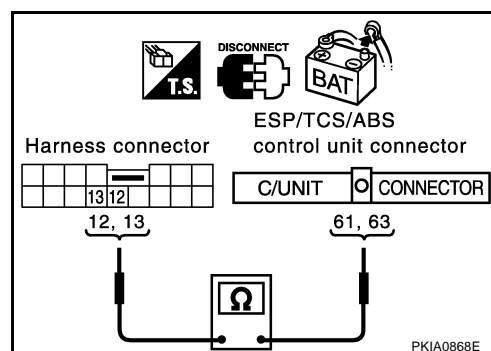 T.S.
DISCONNECT
BAT
ESP/TCS/ABS
control unit connector
Harness connector
13 12
C/UNIT CONNECTOR
12, 13
61, 63
Ω
PKIA0868E